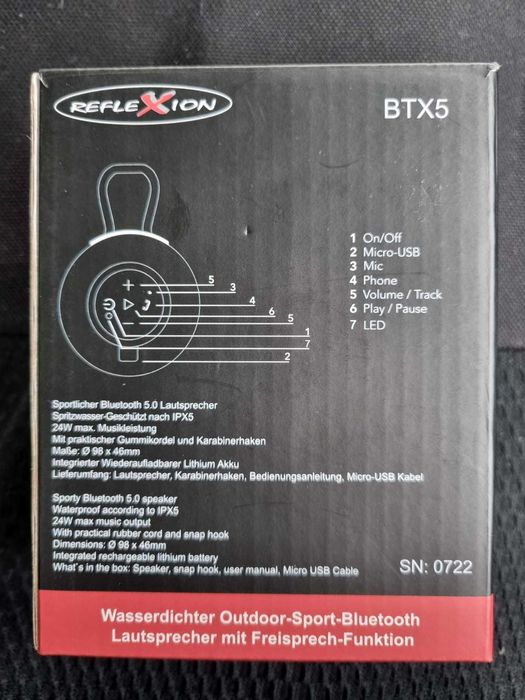 REFLEXION
BTX5
1 On/Off
2 Micro-USB
3 Mic
4 Phone
5 Volume / Track
6 Play / Pause
7 LED
5
3
4
6
5
1
7
2
Sportlicher Bluetooth 5.0 Lautsprecher
Spritzwasser-Geschützt nach IPX5
24W max. Musikleistung
Mit praktischer Gummikordel und Karabinerhaken
Maße: Ø 98 x 46mm
Integrierter Wiederaufladbarer Lithium Akku
Lieferumfang: Lautsprecher, Karabinerhaken, Bedienungsanleitung, Micro-USB Kabel
Sporty Bluetooth 5.0 speaker
Waterproof according to IPX5
24W max music output
With practical rubber cord and snap hook
Dimensions: Ø 98 x 46mm
Integrated rechargeable lithium battery
What´s in the box: Speaker, snap hook, user manual, Micro USB Cable
SN: 0722
Wasserdichter Outdoor-Sport-Bluetooth
Lautsprecher mit Freisprech-Funktion